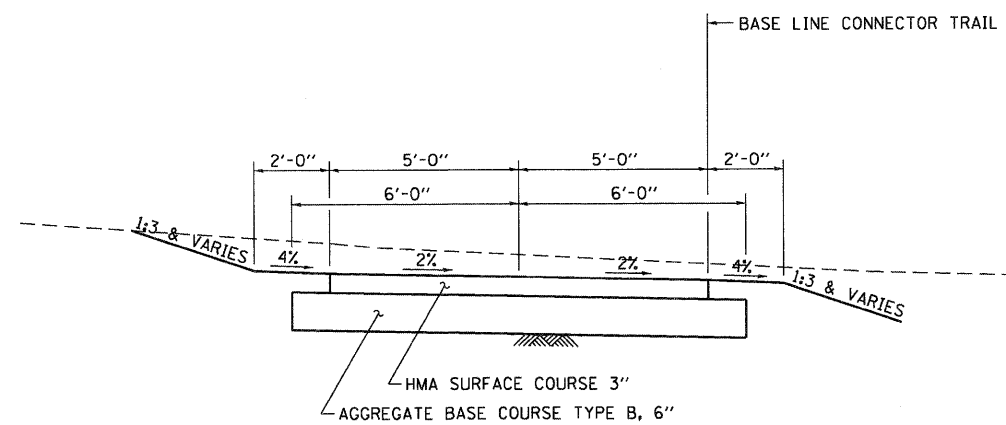 BASE LINE CONNECTOR TRAIL
2'-0" 5'-0" 5'-0" 2'-0"
6'-0" 6'-0"
1:3 & VARIES 4% 2% 2% 4% 1:3 & VARIES
HMA SURFACE COURSE 3"
AGGREGATE BASE COURSE TYPE B, 6"